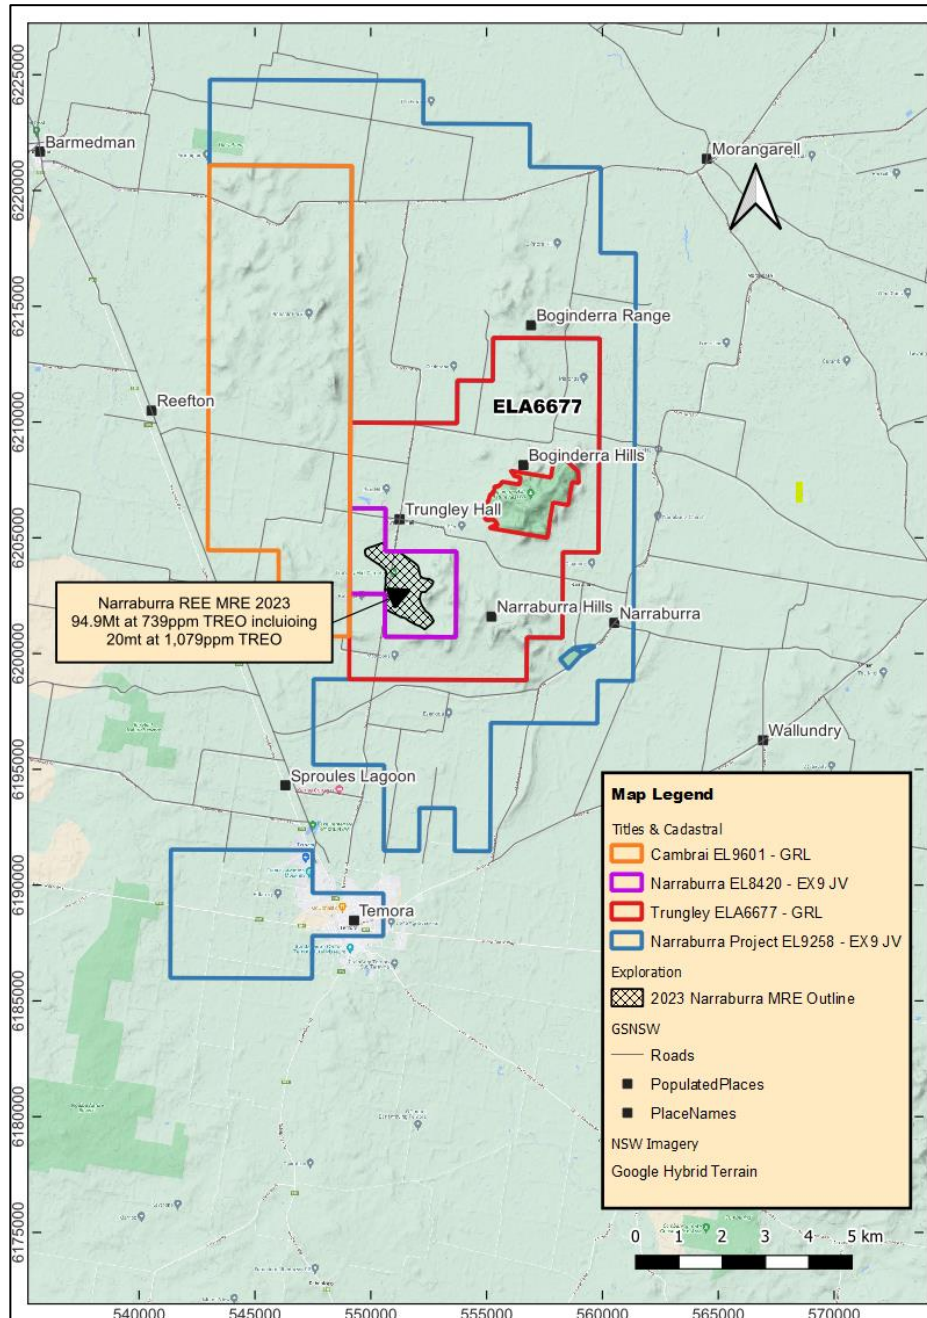 6225000
6220000
6215000
6210000
6205000
6200000
6195000
6190000
6185000
6180000
6175000
Barmedman
Morangarell
Boginderra Range
Reefton
ELA6677
Boginderra Hills
Trungley Hall
Narraburra REE MRE 2023
94.9Mt at 739ppm TREO incluioing
20mt at 1,079ppm TREO
Narraburra Hills
Narraburra
Wallundry
Sproules Lagoon
Temora
Map Legend
Titles & Cadastral
Cambrai EL9601 - GRL
Narraburra EL8420 - EX9 JV
Trungley ELA6677 - GRL
Narraburra Project EL9258 - EX9 JV
Exploration
2023 Narraburra MRE Outline
GSNSW
Roads
PopulatedPlaces
PlaceNames
NSW Imagery
Google Hybrid Terrain
0 1 2 3 4 5 km
540000 545000 550000 555000 560000 565000 570000